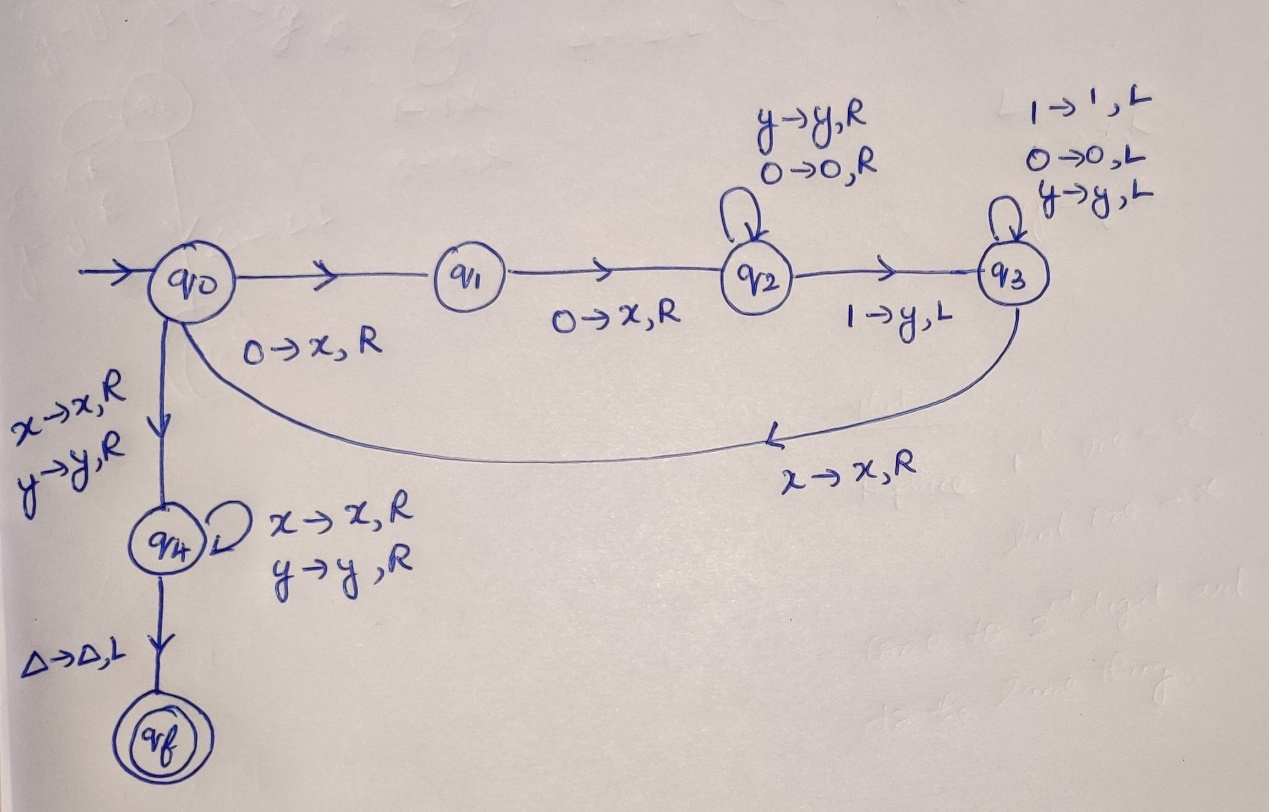 y→y,R
0→0,R
1→1,L
0→0,L
y→y,L
q0
q1
q2
q3
0→x,R
0→x,R
1→y,L
x→x,R
y→y,R
x→x,R
q4
x→x,R
y→y,R
Δ→Δ,L
qf